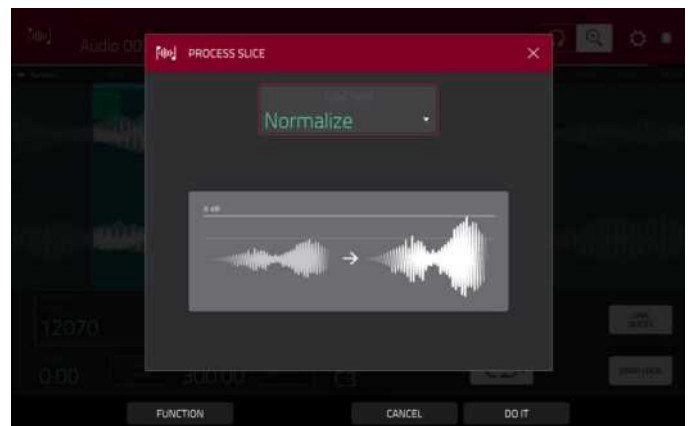 Audio 00
PROCESS SLICE
Normalize
0 dB
12070
0.00
300.00
C3
FUNCTION
CANCEL
DO IT